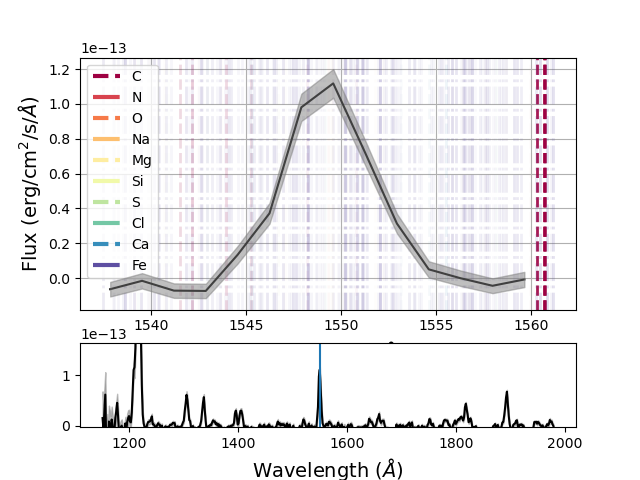 1e−13
1.2
1.0
0.8
0.6
0.4
0.2
0.0
Flux (erg/cm²/s/Å)
C
N
O
Na
Mg
Si
S
Cl
Ca
Fe
1540 1545 1550 1555 1560
1e−13
1
0
1200 1400 1600 1800 2000
Wavelength (Å)